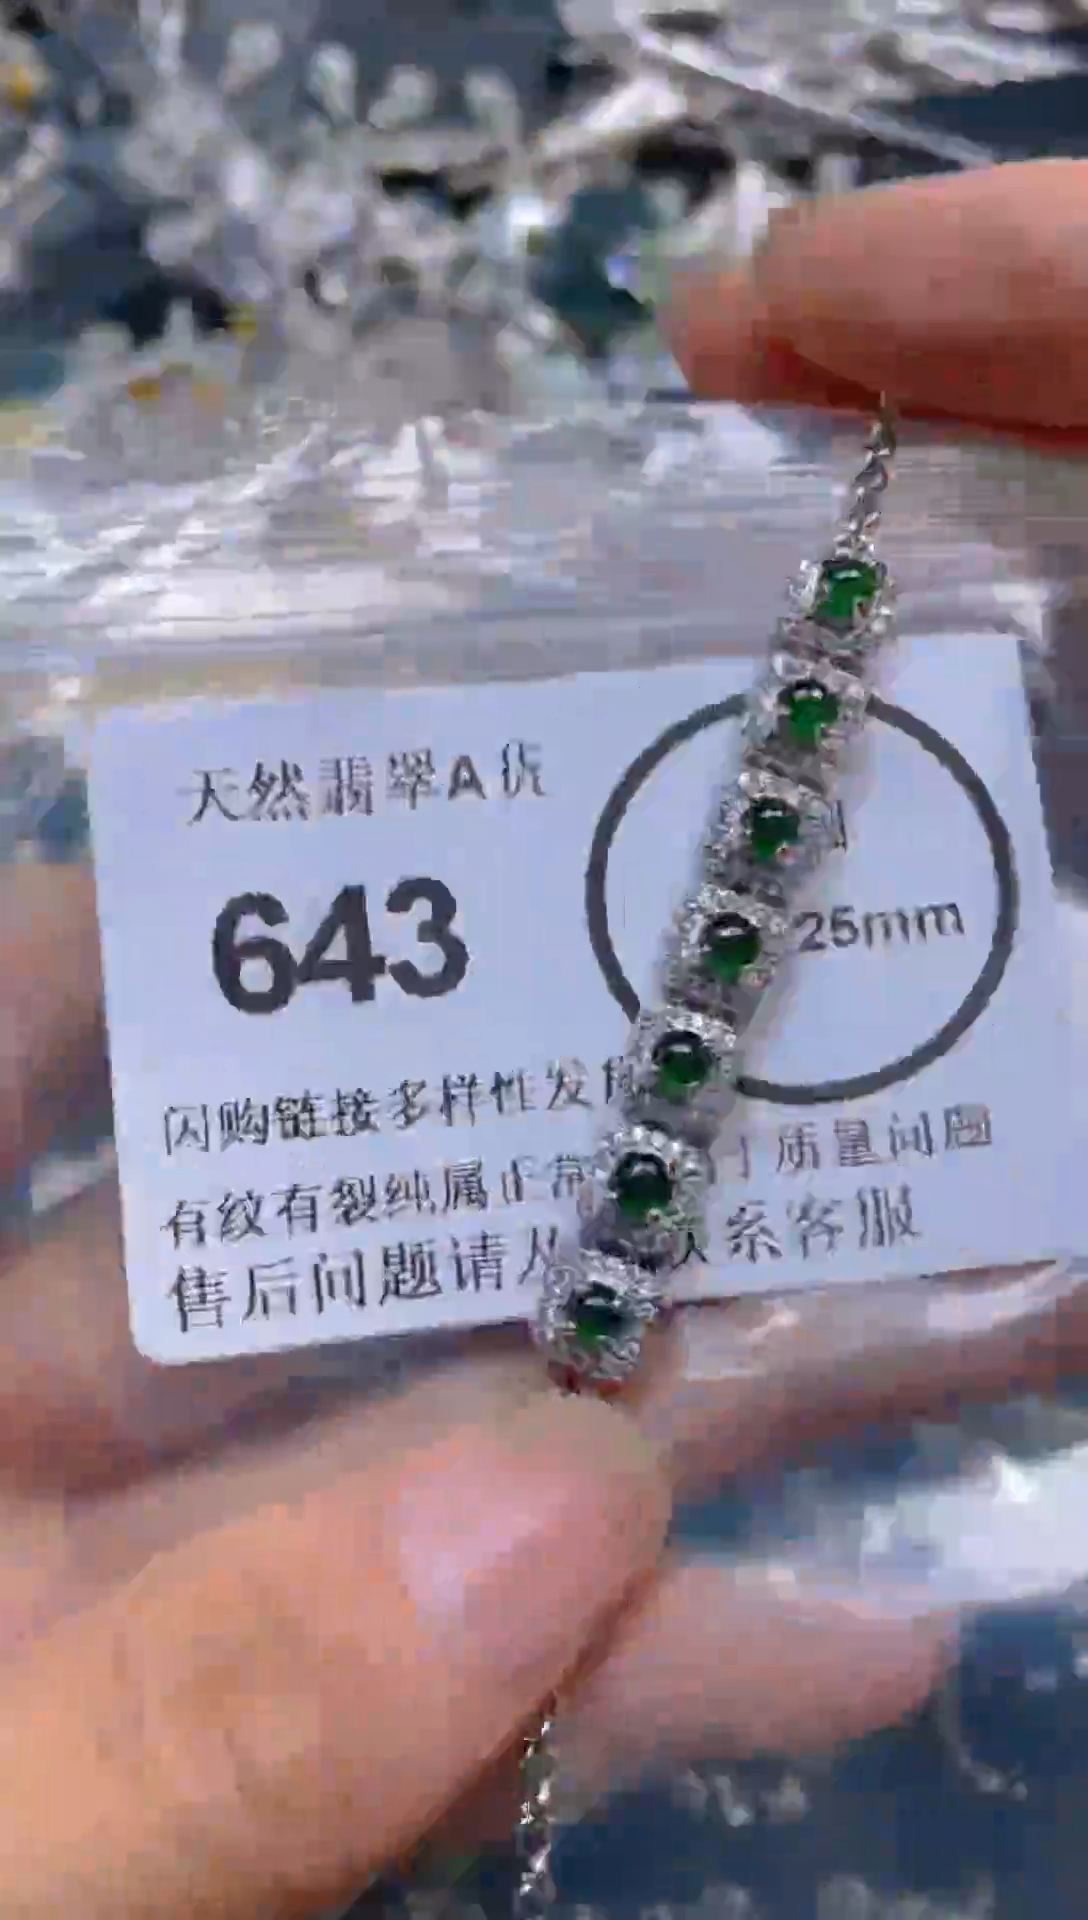 天然翡翠A货
643
25mm
闪购链接多样性发
有纹有裂纯属正常 质量问题
售后问题请 联系客服